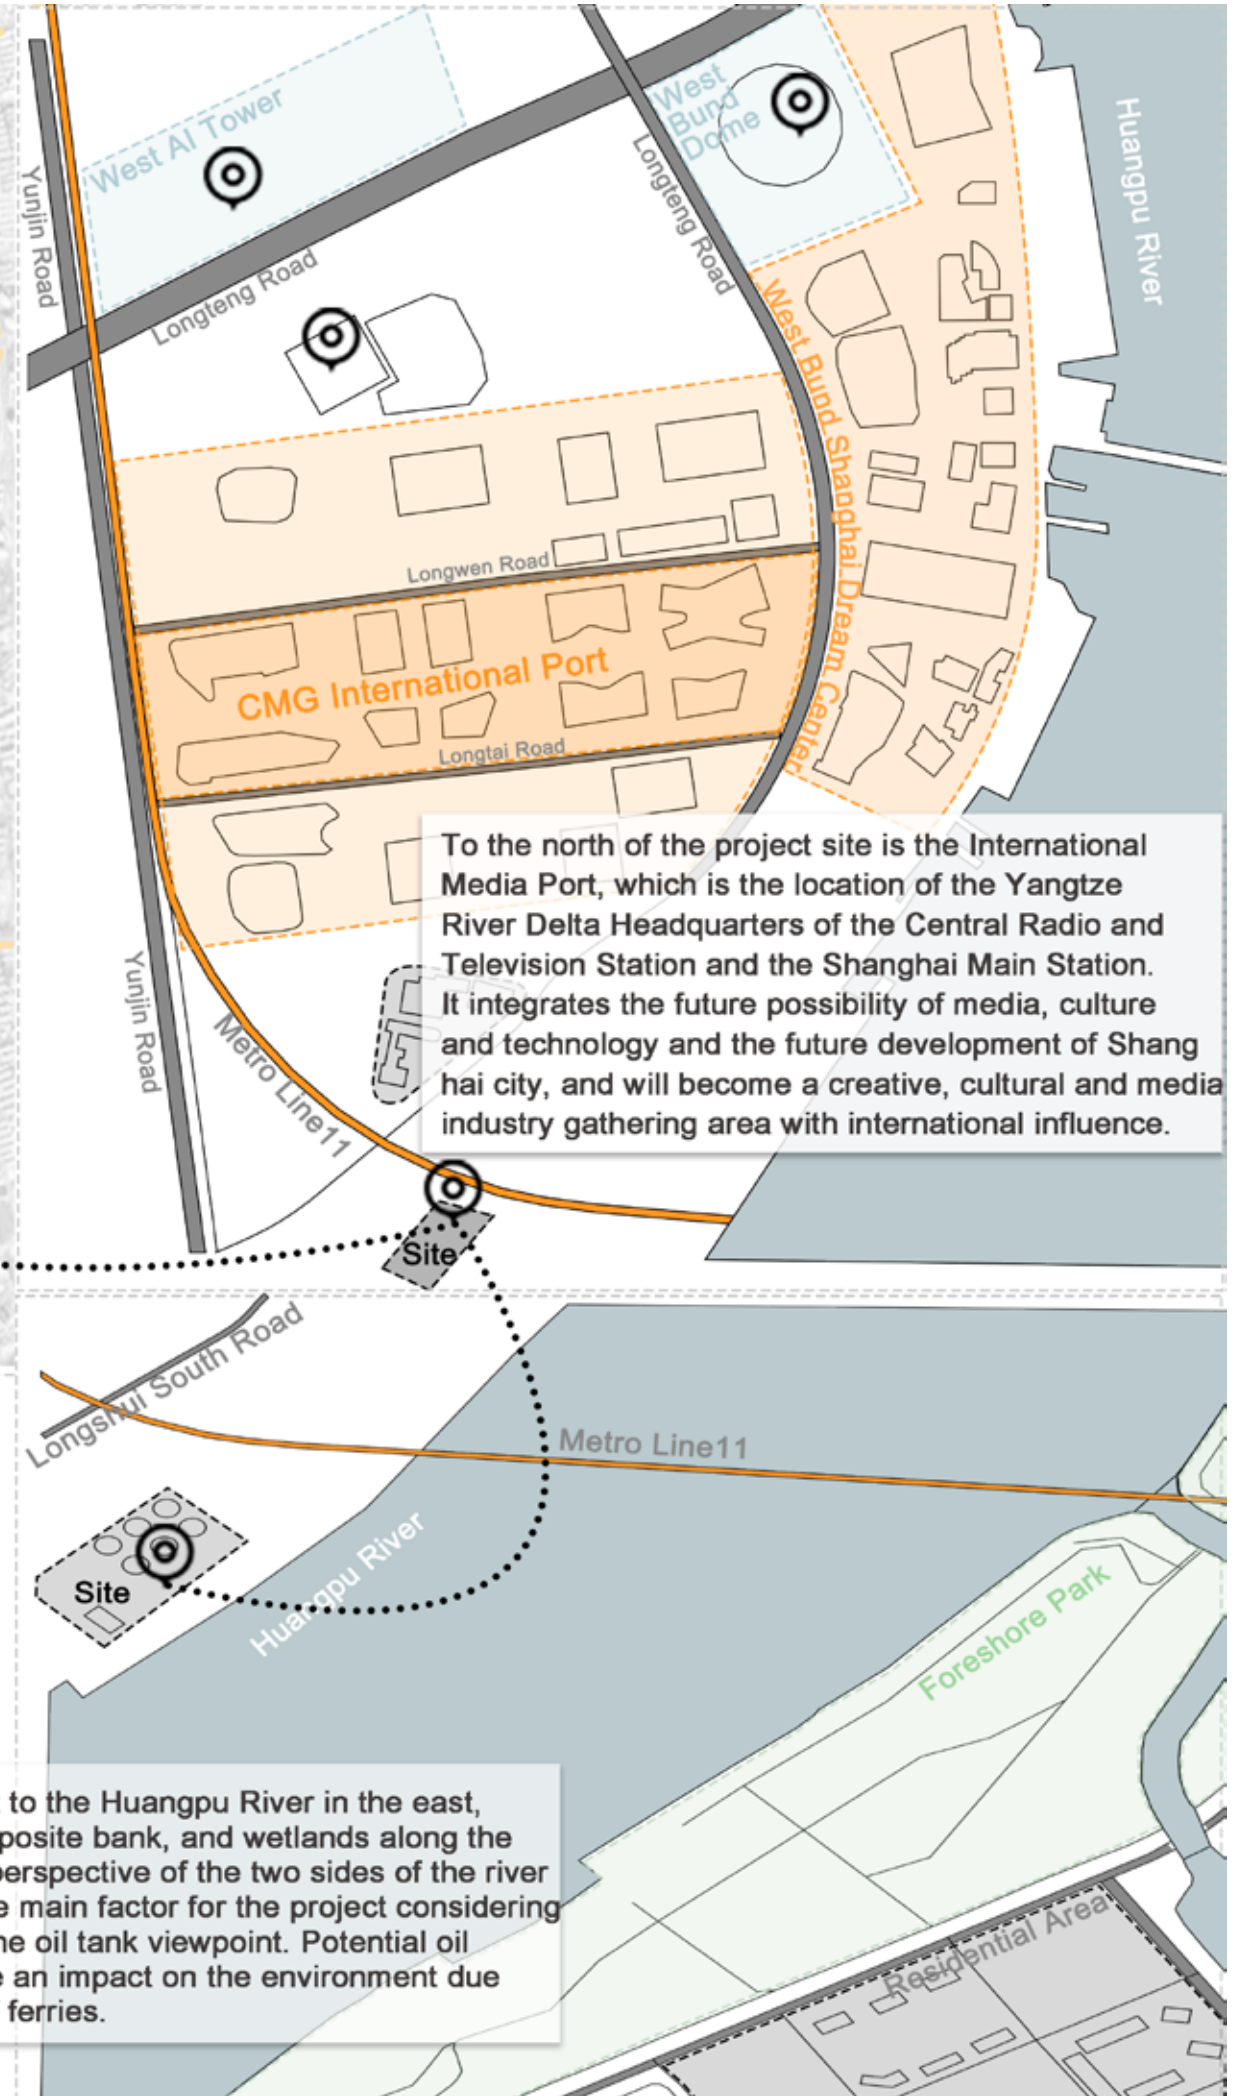 West AI Tower
West
Bund
Dome
Huangpu River
Yunjin Road
Longteng Road
Longteng Road
West Bund Shanghai Dream Center
Longwen Road
CMG International Port
Longtai Road
To the north of the project site is the International
Media Port, which is the location of the Yangtze
River Delta Headquarters of the Central Radio and
Television Station and the Shanghai Main Station.
It integrates the future possibility of media, culture
and technology and the future development of Shang
hai city, and will become a creative, cultural and media
industry gathering area with international influence.
Yunjin Road
Metro Line11
Site
Longshui South Road
Metro Line11
Site
Huangpu River
Foreshore Park
to the Huangpu River in the east,
posite bank, and wetlands along the
perspective of the two sides of the river
e main factor for the project considering
he oil tank viewpoint. Potential oil
e an impact on the environment due
ferries.
Residential Area